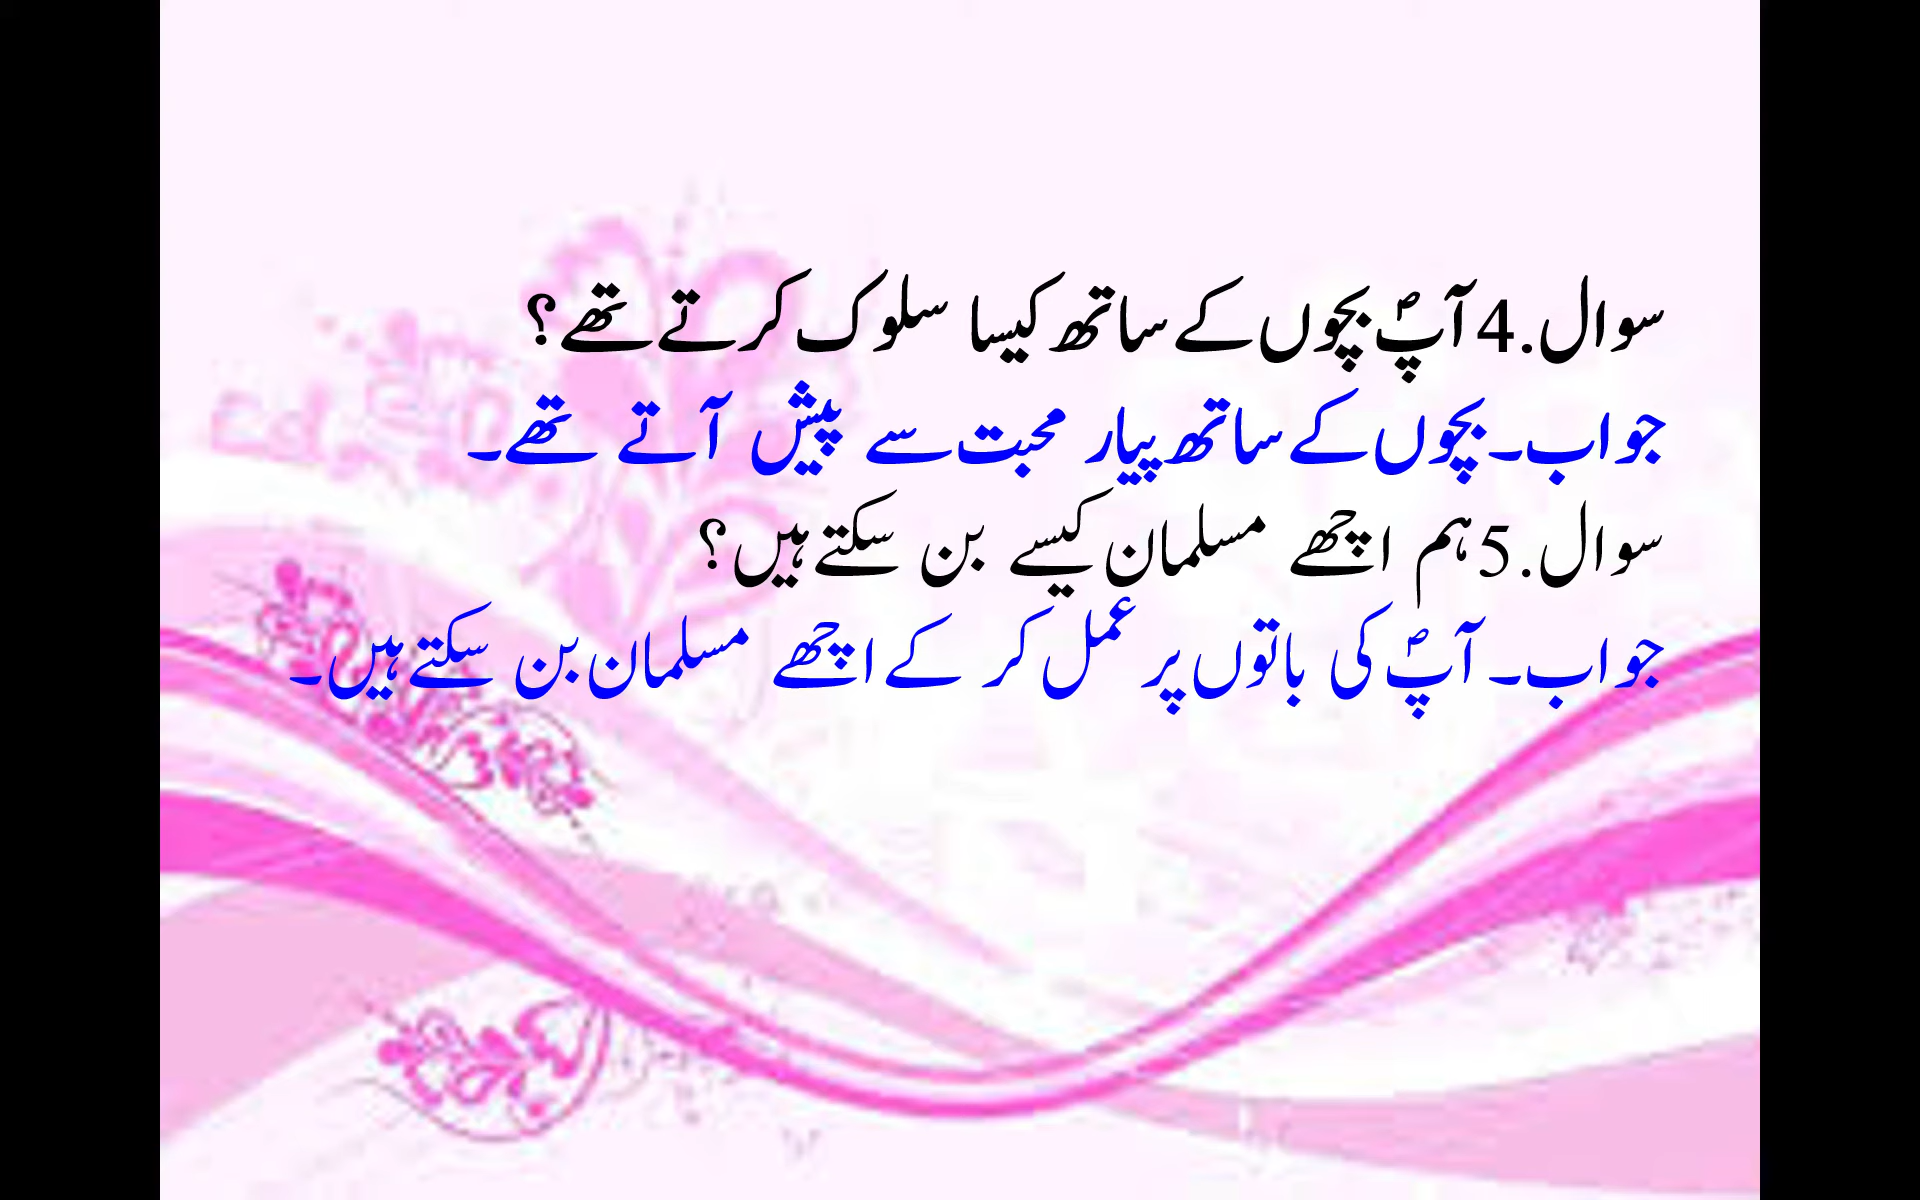 سوال.4 آپؐ بچوں کے ساتھ کیسا سلوک کرتے تھے؟
جواب۔ بچوں کے ساتھ پیار محبت سے پیش آتے تھے۔
سوال.5 ہم اچھے مسلمان کیسے بن سکتے ہیں؟
جواب۔ آپؐ کی باتوں پر عمل کر کے اچھے مسلمان بن سکتے ہیں۔